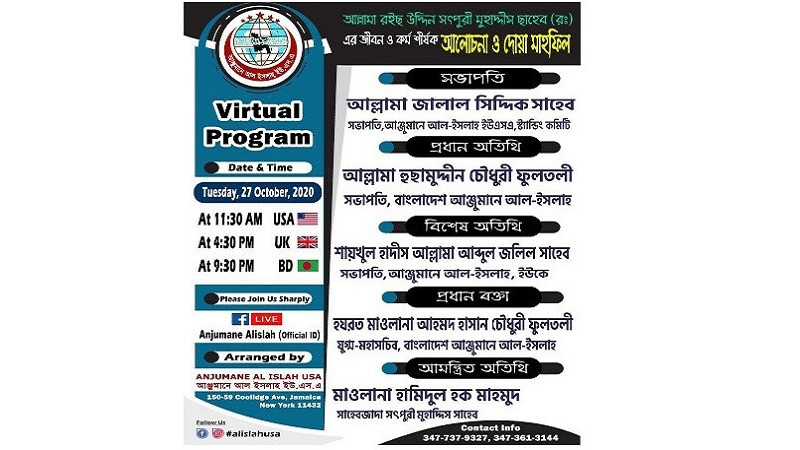 আল্লামা রইছ উদ্দিন সৎপুরী মুহাদ্দীস ছাহেব (রঃ)
এর জীবন ও কর্ম শীর্ষক আলোচনা ও দোয়া মাহফিল
আঞ্জুমানে আল ইসলাহ ইউ.এস.এ
Virtual
Program
Date & Time
Tuesday, 27 October, 2020
At 11:30 AM USA
At 4:30 PM UK
At 9:30 PM BD
Please Join Us Sharply
f LIVE
Anjumane Alislah (Official ID)
Arranged by
ANJUMANE AL ISLAH USA
আঞ্জুমানে আল ইসলাহ ইউ.এস.এ
150-59 Coolidge Ave, Jamaica
New York 11432
Follow Us
#alislahusa
সভাপতি
আল্লামা জালাল সিদ্দিক সাহেব
সভাপতি,আঞ্জুমানে আল-ইসলাহ ইউএসএ,স্ট্যান্ডিং কমিটি
প্রধান অতিথি
আল্লামা হুছামুদ্দীন চৌধুরী ফুলতলী
সভাপতি, বাংলাদেশ আঞ্জুমানে আল-ইসলাহ
বিশেষ অতিথি
শায়খুল হাদীস আল্লামা আব্দুল জলিল সাহেব
সভাপতি, আঞ্জুমানে আল-ইসলাহ, ইউকে
প্রধান বক্তা
হযরত মাওলানা আহমদ হাসান চৌধুরী ফুলতলী
যুগ্ম-মহাসচিব, বাংলাদেশ আঞ্জুমানে আল-ইসলাহ
আমন্ত্রিত অতিথি
মাওলানা হামিদুল হক মাহমুদ
সাহেবজাদা সৎপুরী মুহাদ্দিস সাহেব
Contact Info
347-737-9327, 347-361-3144